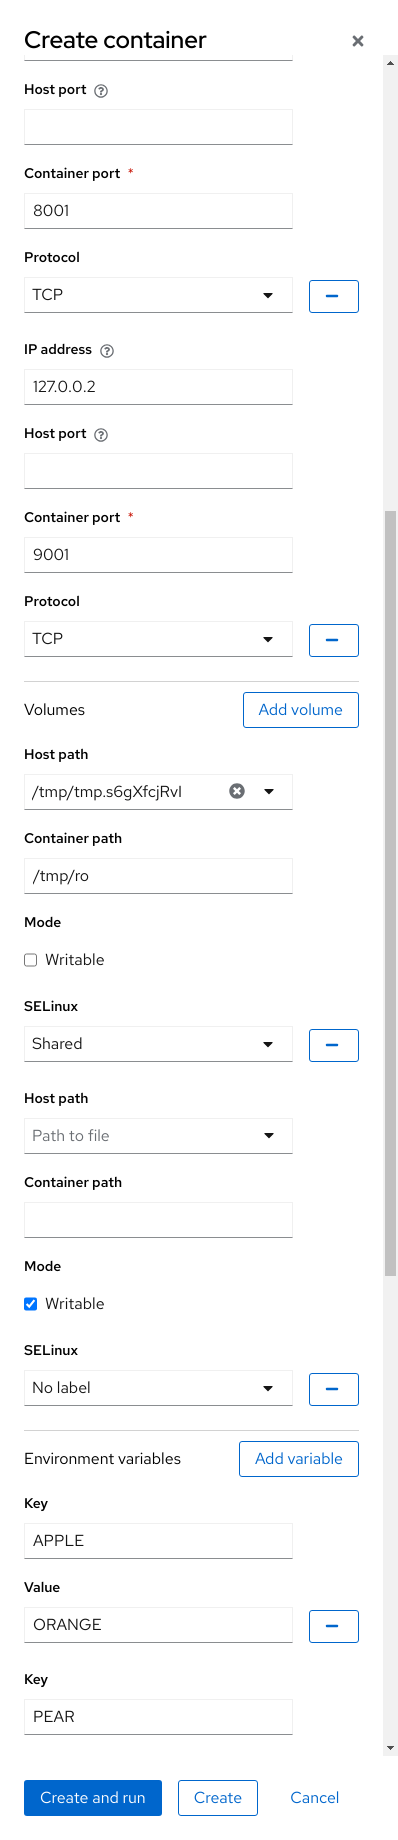 Create container
Host port
Container port *
8001
Protocol
TCP
IP address
127.0.0.2
Host port
Container port *
9001
Protocol
TCP
Volumes Add volume
Host path
/tmp/tmp.s6gXfcjRvI
Container path
/tmp/ro
Mode
Writable
SELinux
Shared
Host path
Path to file
Container path
Mode
Writable
SELinux
No label
Environment variables Add variable
Key
APPLE
Value
ORANGE
Key
PEAR
Create and run Create Cancel